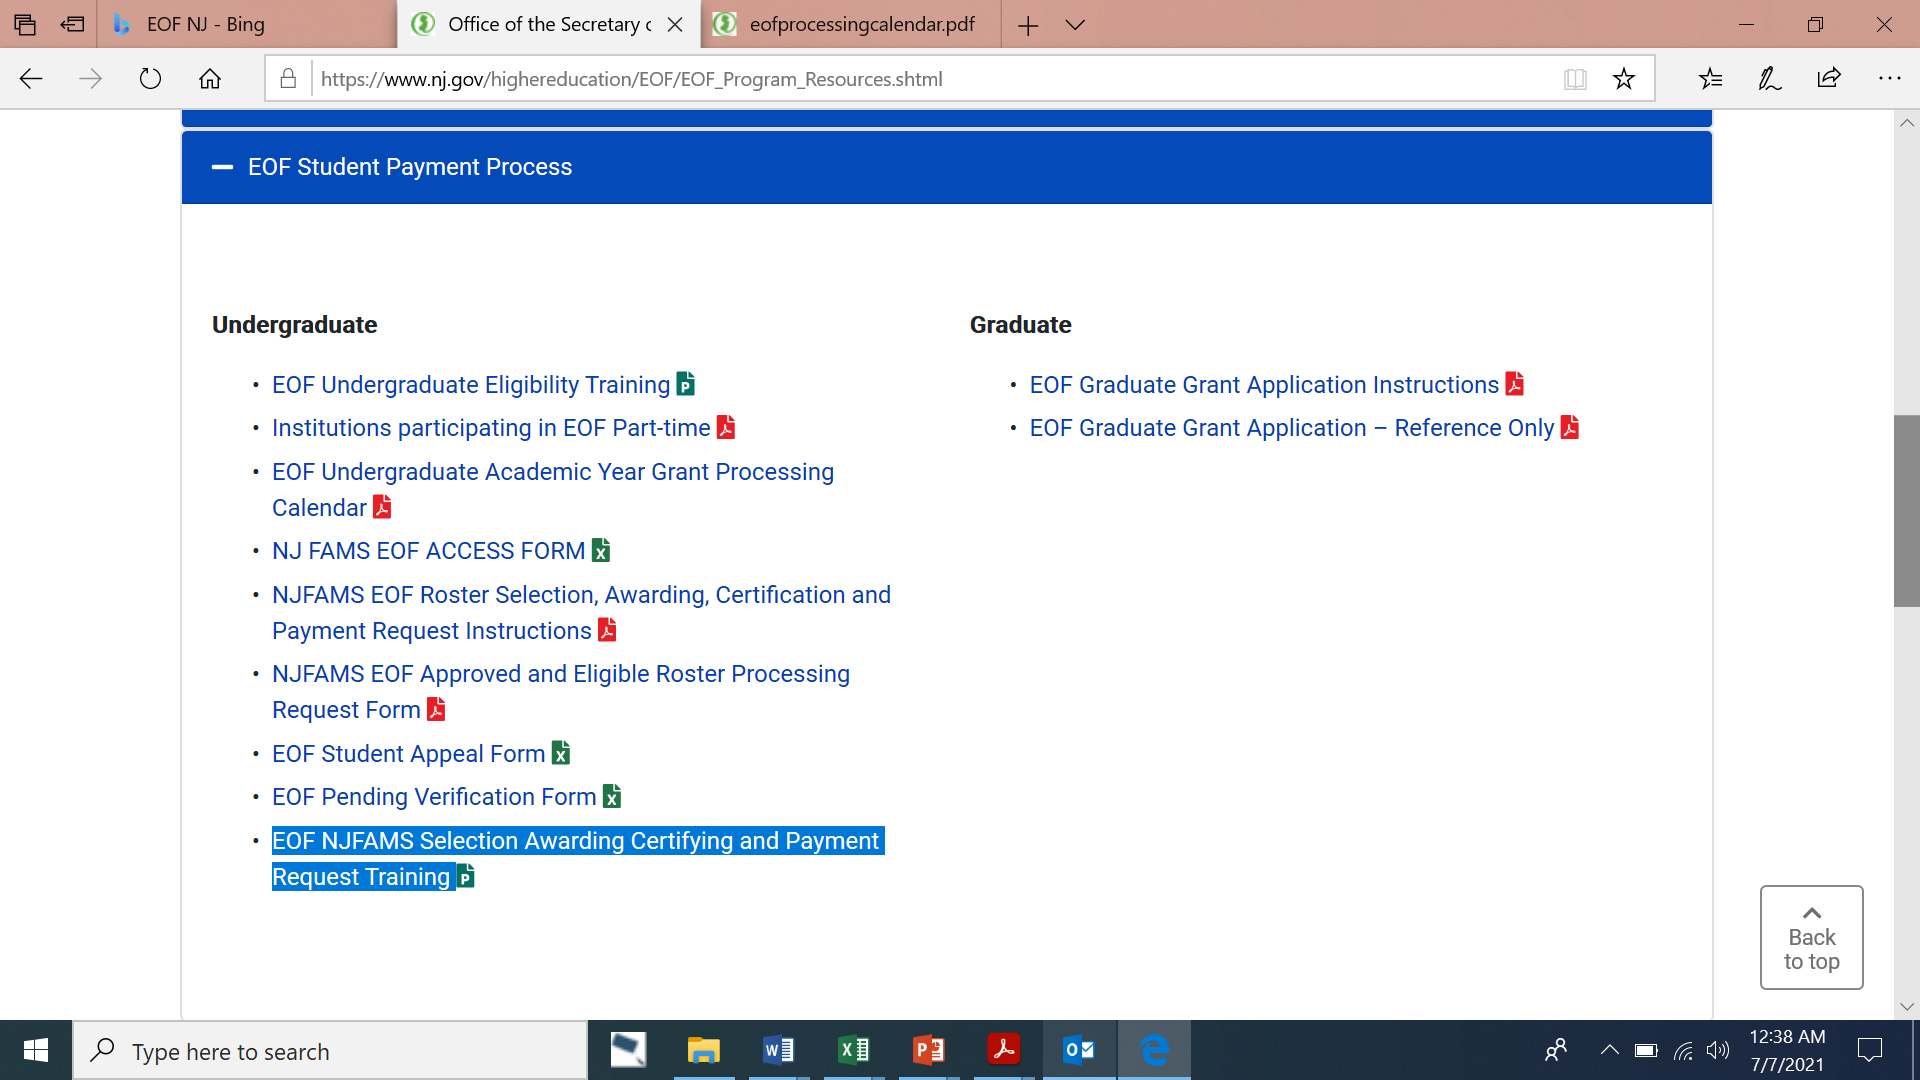 EOF NJ - Bing
Office of the Secretary o
eofprocessingcalendar.pdf
https://www.nj.gov/highereducation/EOF/EOF_Program_Resources.shtml
EOF Student Payment Process
Undergraduate
• EOF Undergraduate Eligibility Training
• Institutions participating in EOF Part-time
• EOF Undergraduate Academic Year Grant Processing
Calendar
• NJ FAMS EOF ACCESS FORM
• NJFAMS EOF Roster Selection, Awarding, Certification and
Payment Request Instructions
• NJFAMS EOF Approved and Eligible Roster Processing
Request Form
• EOF Student Appeal Form
• EOF Pending Verification Form
• EOF NJFAMS Selection Awarding Certifying and Payment
Request Training
Graduate
• EOF Graduate Grant Application Instructions
• EOF Graduate Grant Application – Reference Only
Back
to top
Type here to search
12:38 AM
7/7/2021